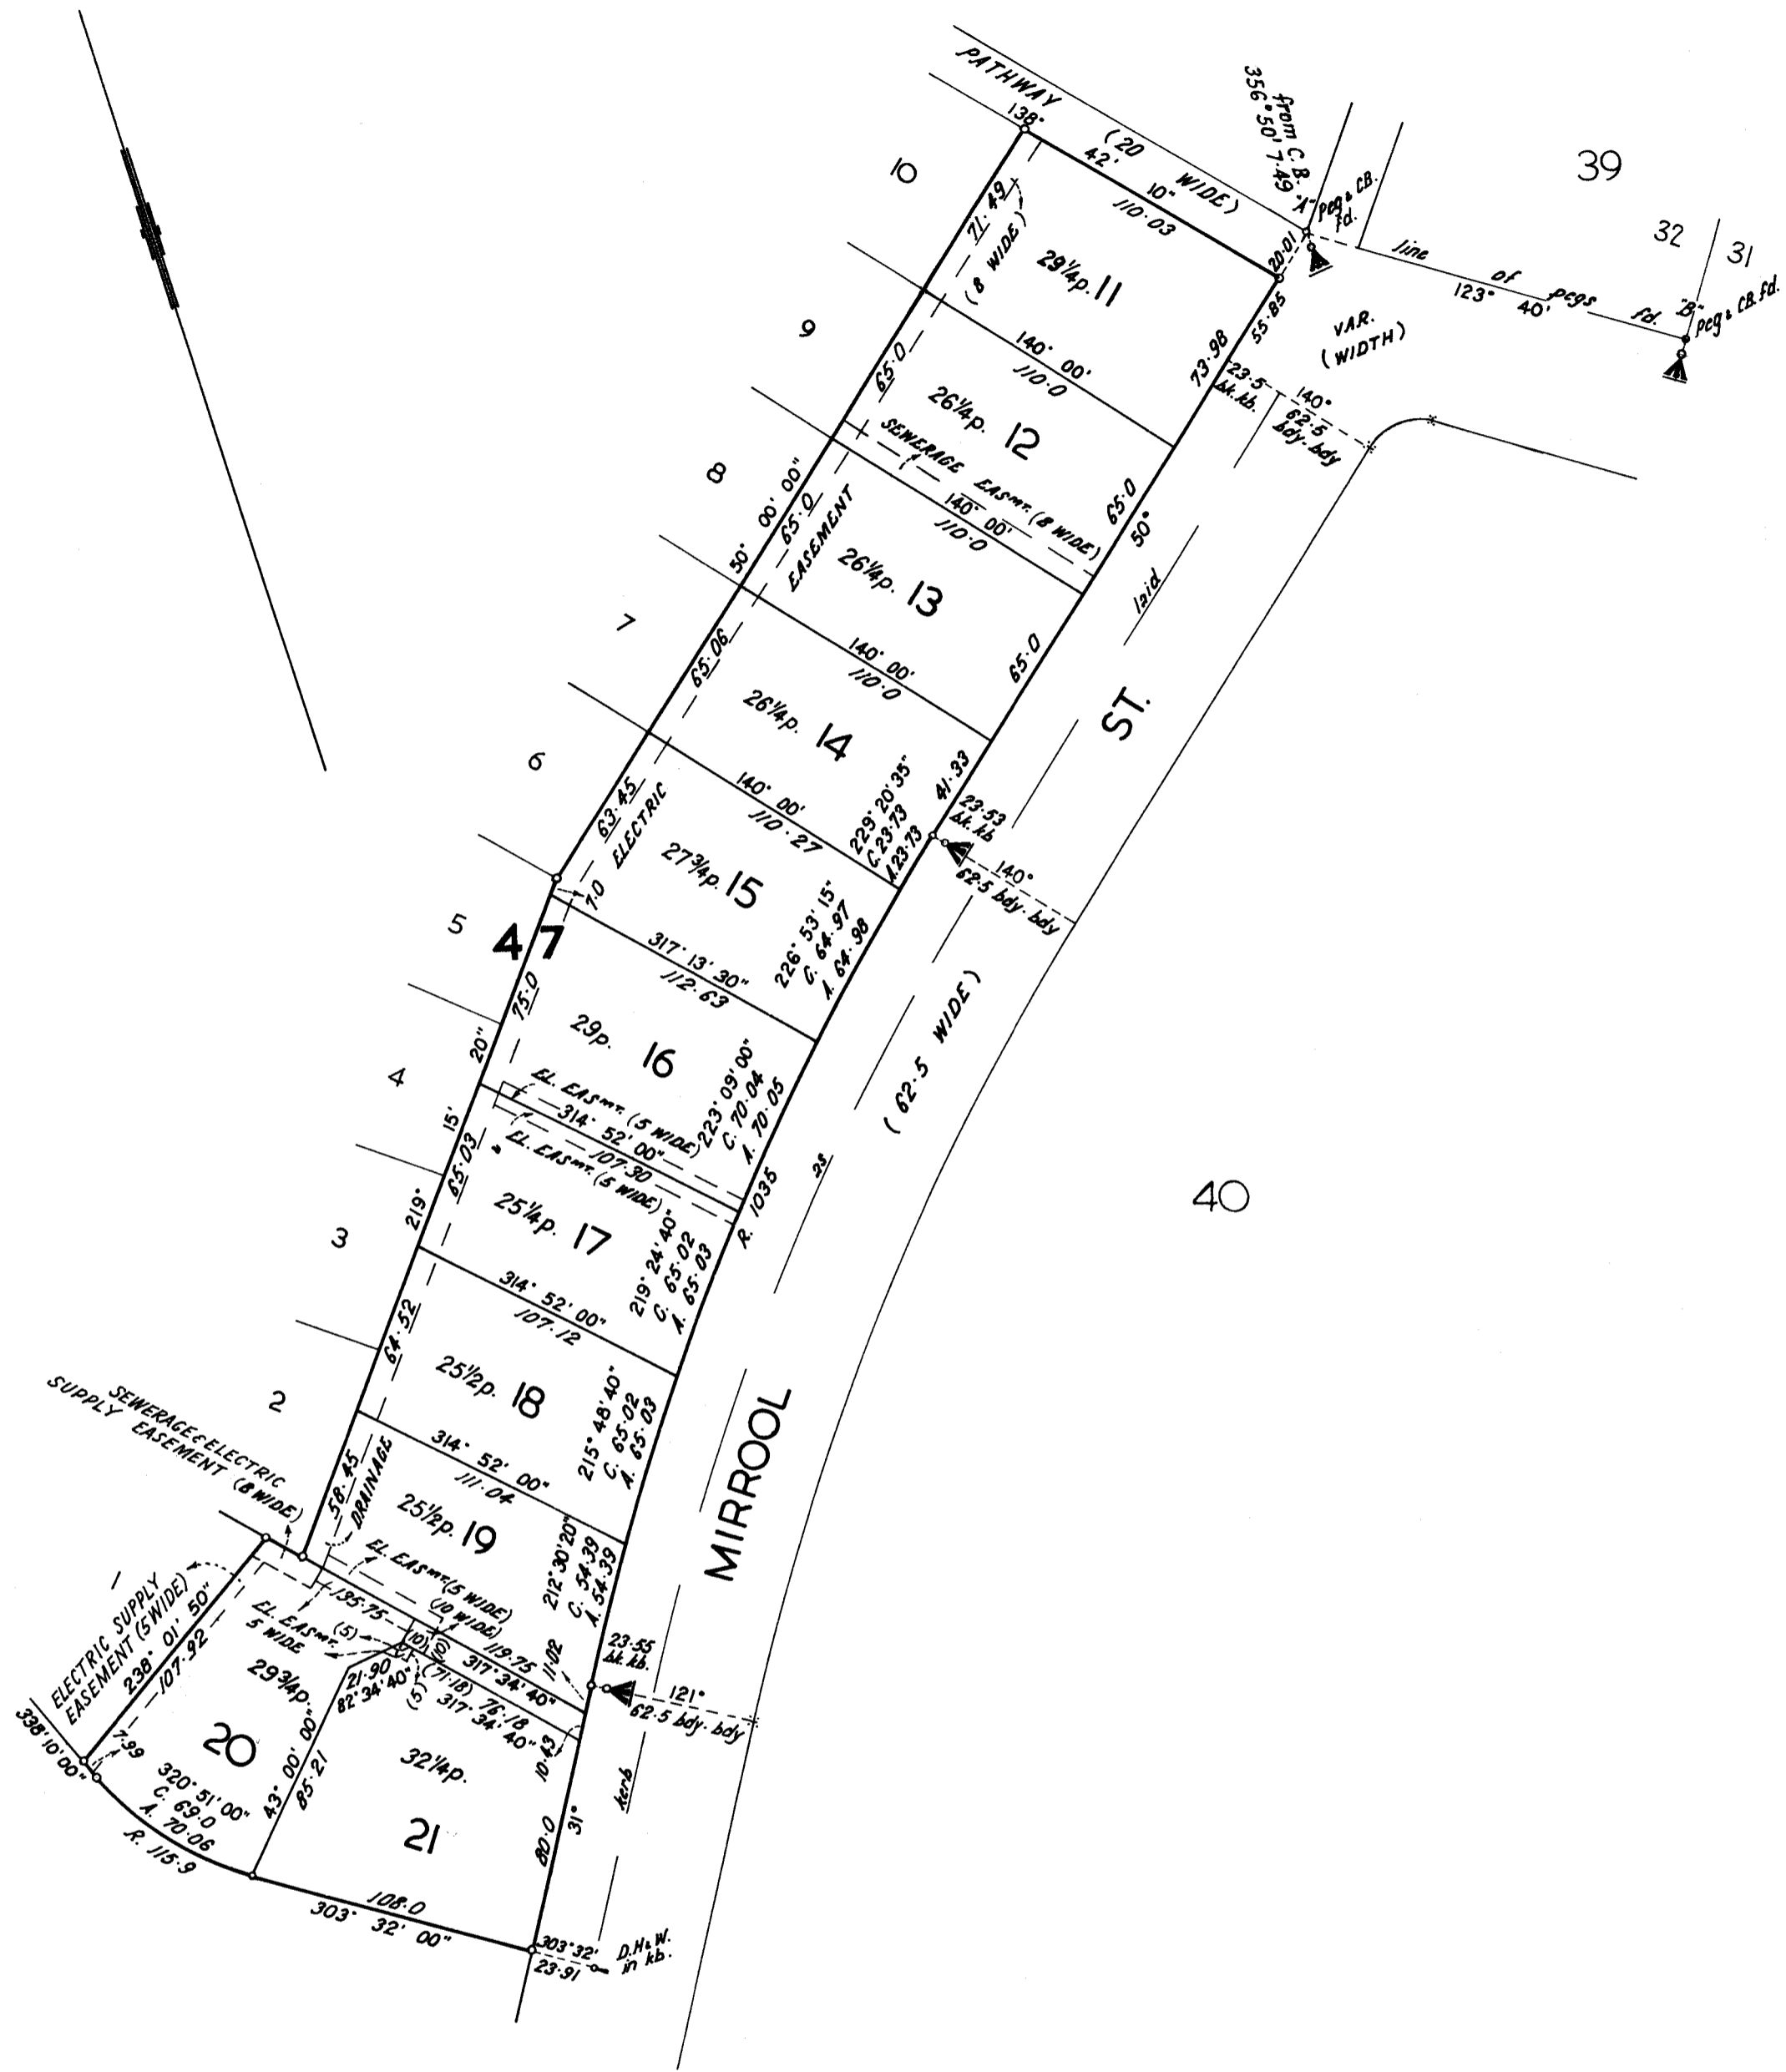 PATHWAY
(20 WIDE)
138° 42' 10"
110·03
from C.B.
356° 50' 7·49
"A"
peg & C.B. fd.
39
32
31
line of pegs fd.
123° 40'
"B"
peg & C.B. fd.
20·01
55·85
VAR.
(WIDTH)
10
71·49
(8 WIDE)
29¼p. 11
73·98
23·5
bk. kb.
140°
62·5
bdy-bdy
9
65·0
140° 00'
110·0
26¼p. 12
SEWERAGE EASMT. (8 WIDE)
65·0
50°
8
50° 00' 00"
65·0
EASEMENT
140° 00'
110·0
26¼p. 13
65·0
laid
7
65·06
140° 00'
110·0
26¼p. 14
41·33
229° 20' 35"
C. 23·73
A. 23·73
23·53
bk. kb
140°
62·5 bdy-bdy
ST.
6
63·45
ELECTRIC
7·0
140° 00'
110·27
27¾p. 15
226° 53' 15"
C. 64·97
A. 64·98
5
47
317° 13' 30"
112·63
75·0
29p. 16
223° 09' 00"
C. 70·04
A. 70·05
(62·5 WIDE)
4
EL. EASMT. (5 WIDE)
314° 52' 00"
107·30
EL. EASMT. (5 WIDE)
R. 1035
as
40
219° 15' 20"
65·03
25¼p. 17
219° 24' 40"
C. 65·02
A. 65·03
3
314° 52' 00"
107·12
64·52
25½p. 18
215° 48' 40"
C. 65·02
A. 65·03
2
314° 52' 00"
111·04
MIRROOL
SEWERAGE & ELECTRIC
SUPPLY EASEMENT (8 WIDE)
58·45
DRAINAGE
25½p. 19
212° 30' 20"
C. 54·39
A. 54·39
EL. EASMT. (5 WIDE)
(10 WIDE)
135·75
119·75
317° 34' 40"
11·02
23·55
bk. kb.
121°
62·5 bdy-bdy
1
ELECTRIC SUPPLY
EASEMENT (5 WIDE)
238° 01' 50"
107·92
EL. EASMT.
5 WIDE
(5)
(10)
(10)
(5)
21·90
82° 34' 40"
(71·18) 76·18
317° 34' 40"
10·43
29¾p.
20
338° 10' 00"
7·99
320° 51' 00"
C. 69·0
A. 70·06
R. 115·9
43° 00' 00"
85·21
32¼p.
21
80·0
31°
kerb
108·0
303° 32' 00"
303° 32'
23·91
D.H. & W.
in kb.